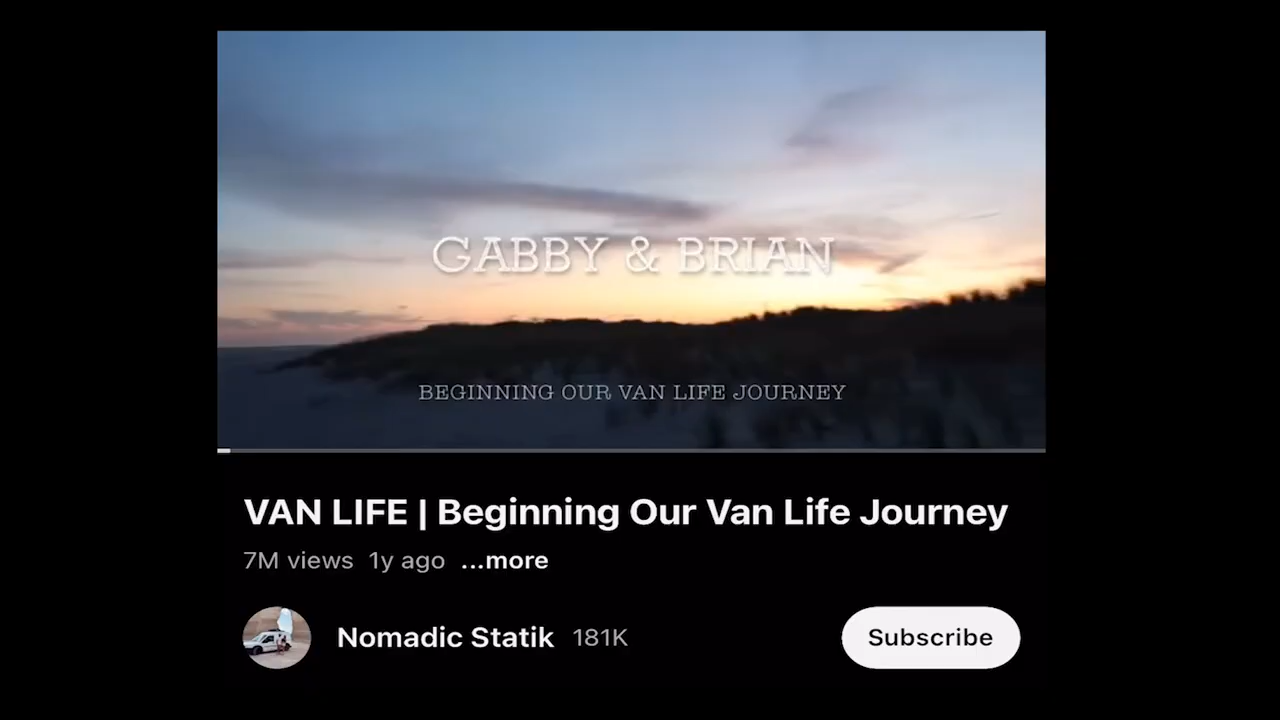 GABBY & BRIAN
BEGINNING OUR VAN LIFE JOURNEY
VAN LIFE | Beginning Our Van Life Journey
7M views 1y ago ...more
Nomadic Statik 181K
Subscribe